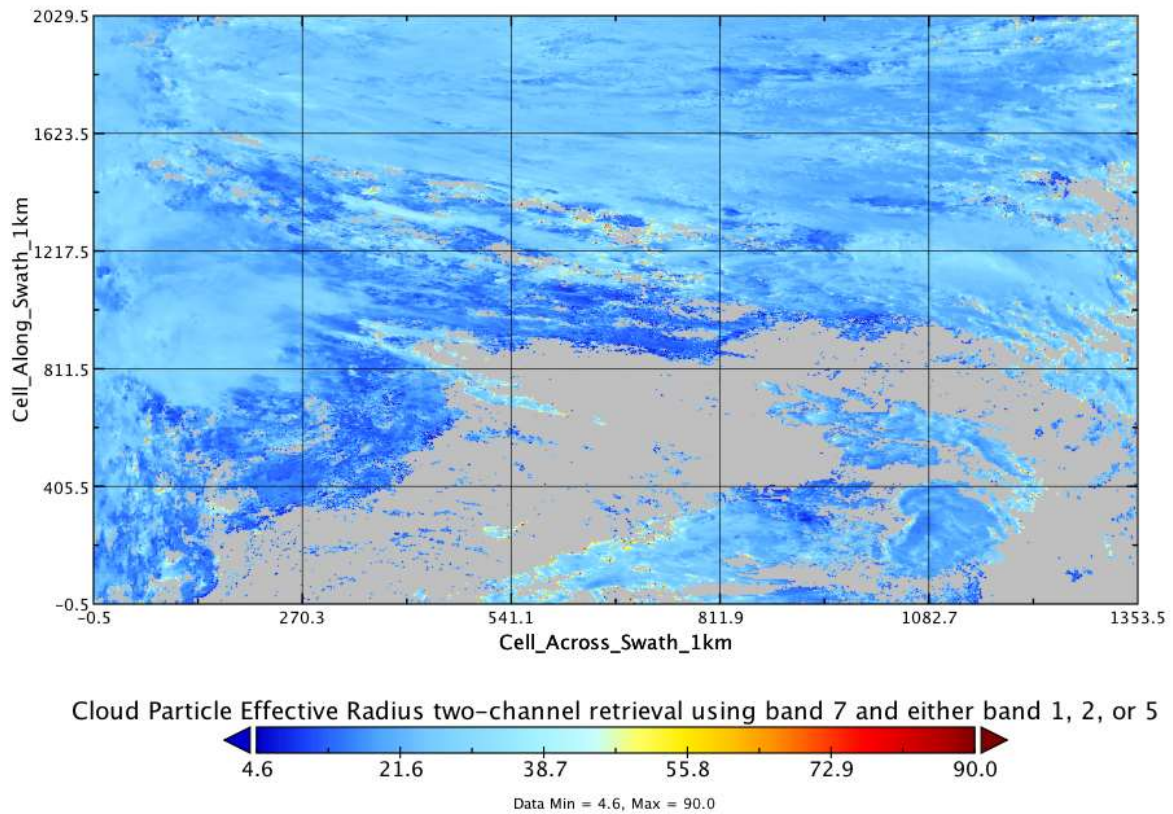 2029.5
1623.5
1217.5
811.5
405.5
−0.5
Cell_Along_Swath_1km
−0.5 270.3 541.1 811.9 1082.7 1353.5
Cell_Across_Swath_1km
Cloud Particle Effective Radius two−channel retrieval using band 7 and either band 1, 2, or 5
4.6 21.6 38.7 55.8 72.9 90.0
Data Min = 4.6, Max = 90.0